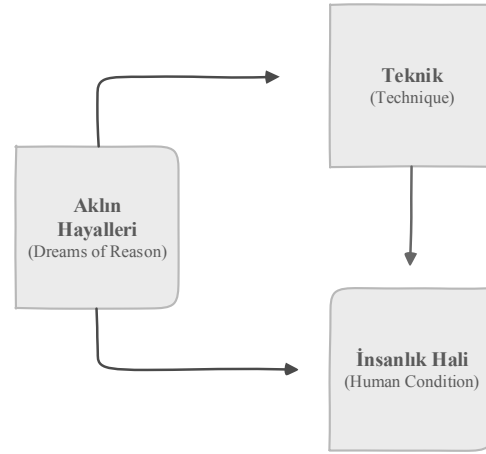 Teknik
(Technique)
Aklın
Hayalleri
(Dreams of Reason)
İnsanlık Hali
(Human Condition)